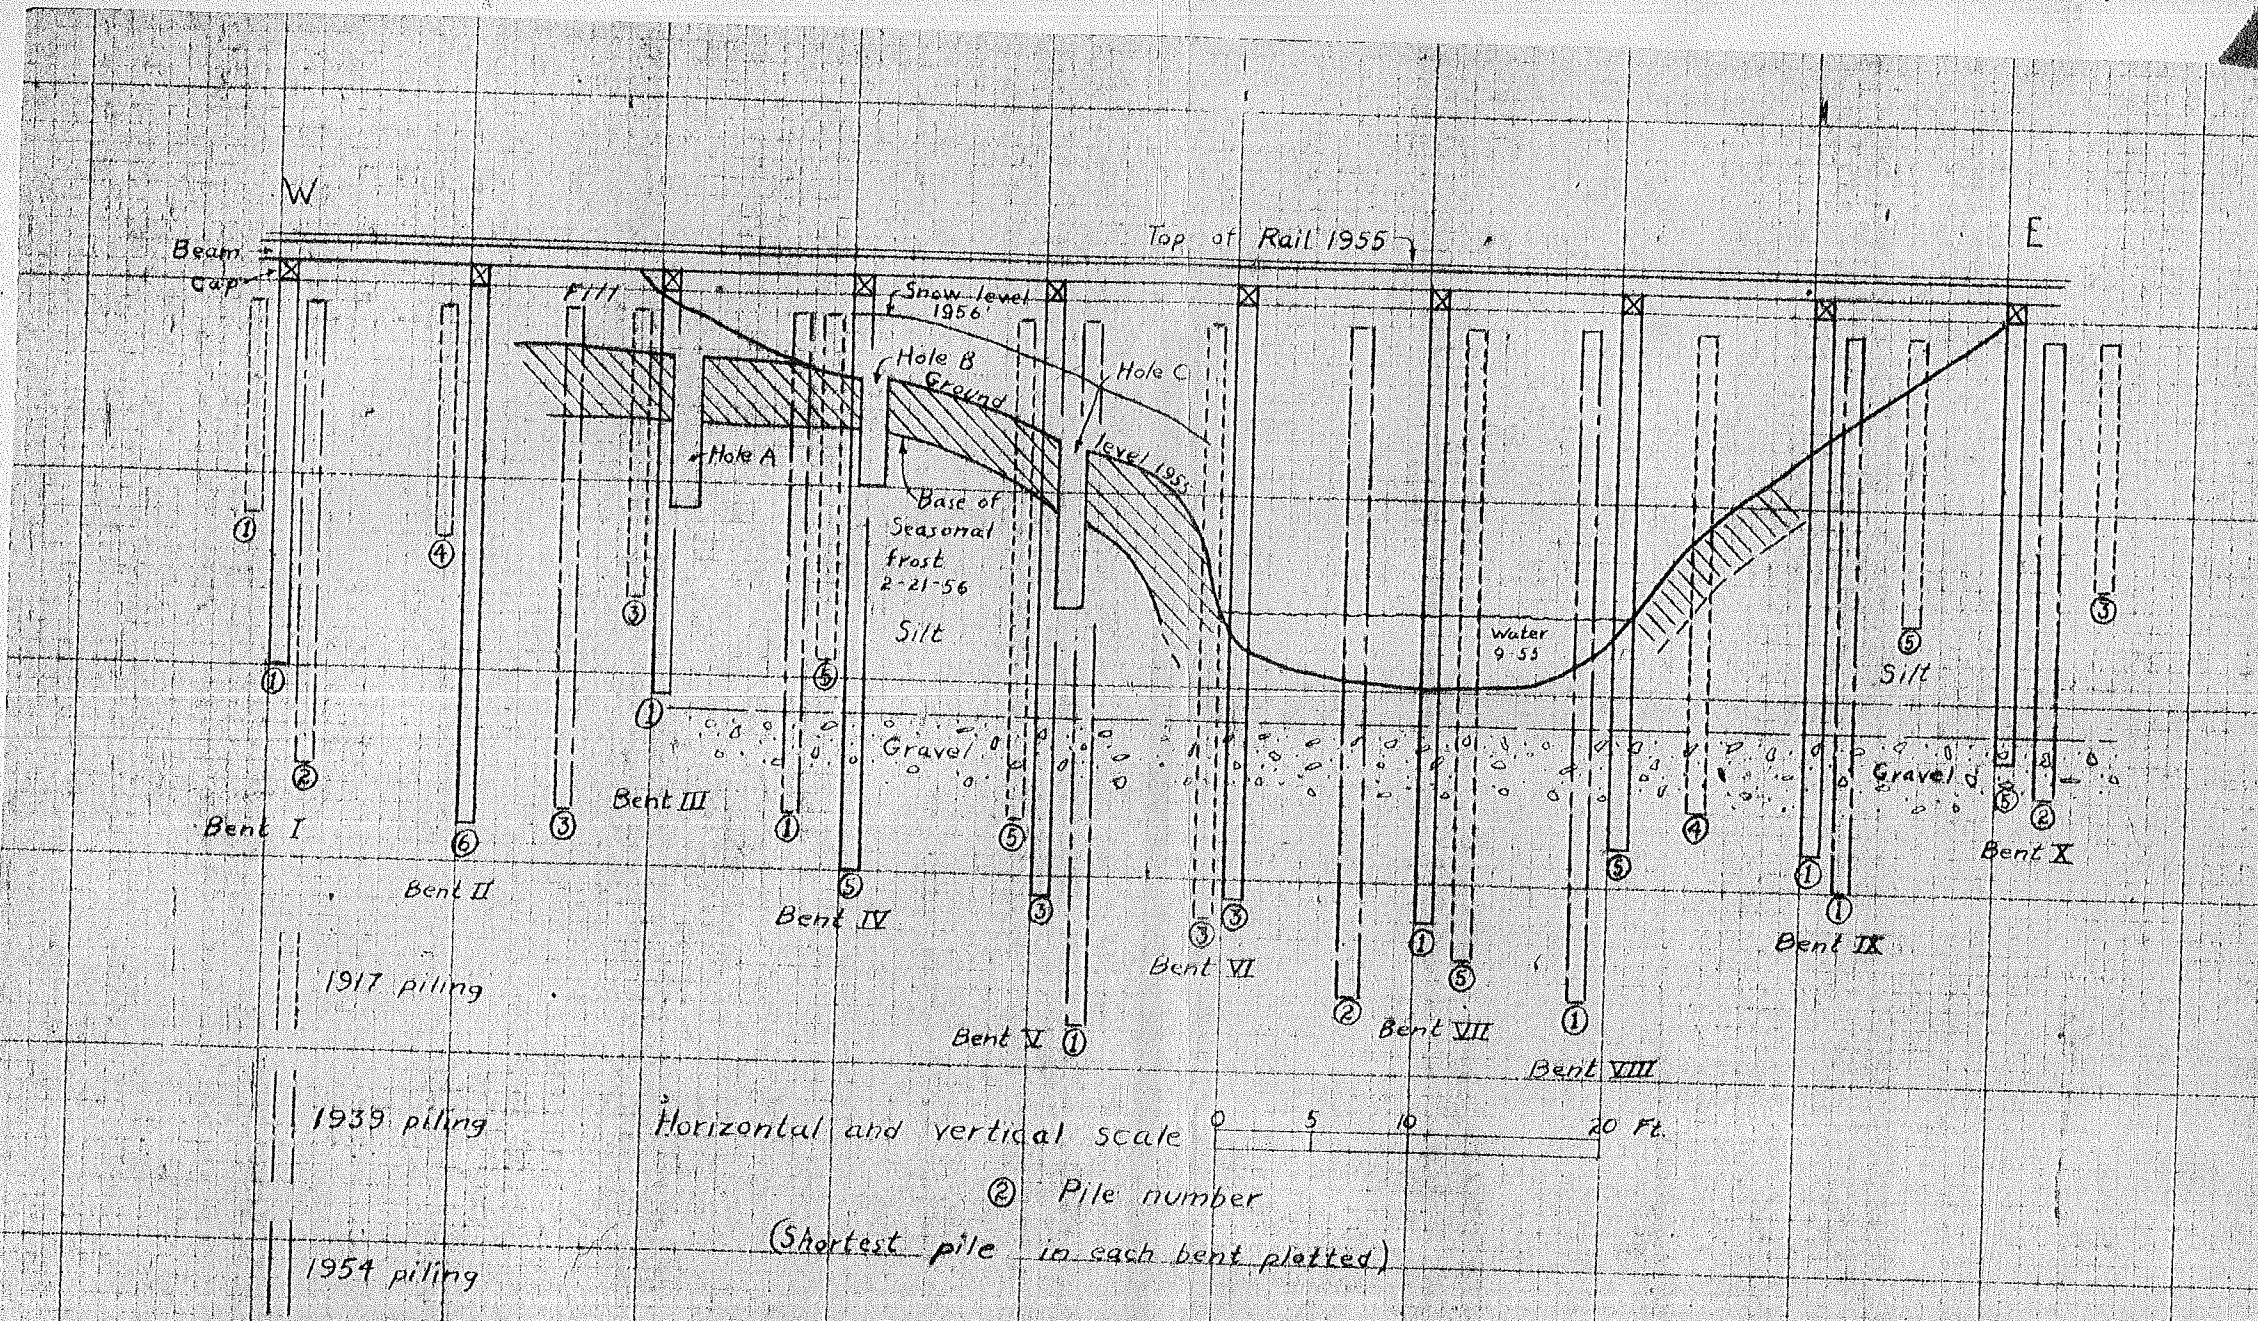 W
E
Top of Rail 1955
Beam
Cap
Fill
Snow level
1956
Hole B
Ground
level 1955
Hole C
Hole A
Base of
Seasonal
frost
2-21-56
Silt
Water
9-55
Silt
Gravel
Gravel
1
4
3
5
5
3
1
1
2
6
3
1
1
5
5
3
1
3
3
2
1
5
1
5
4
1
1
5
2
Bent I
Bent II
Bent III
Bent IV
Bent V
Bent VI
Bent VII
Bent VIII
Bent IX
Bent X
1917 piling
1939 piling
1954 piling
Horizontal and vertical scale
0 5 10 20 Ft.
2 Pile number
(Shortest pile in each bent plotted)